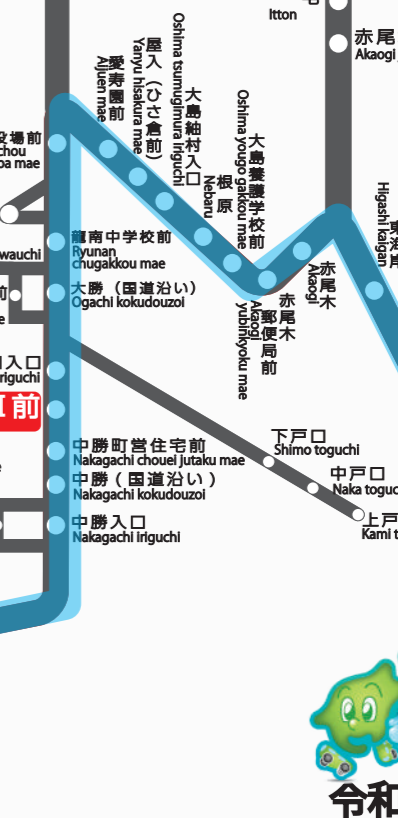 Itton
赤尾
Akaogi
愛寿園前
Aijuen mae
屋入（ひさ倉前）
Yanyu hisakura mae
大島紬村入口
Oshima tsumugimura iriguchi
根原
Nebaru
大島養護学校前
Oshima yougo gakkou mae
赤尾木郵便局前
Akaogi yubinkyoku mae
赤尾木
Akaogi
Higashi kaigan
役場前
chou
ba mae
龍南中学校前
Ryunan
chugakkou mae
wauchi
大勝（国道沿い）
Ogachi kokudouzoi
前
e
入口
riguchi
前
中勝町営住宅前
Nakagachi chouei jutaku mae
中勝（国道沿い）
Nakagachi kokudouzoi
中勝入口
Nakagachi iriguchi
下戸口
Shimo toguchi
中戸口
Naka toguc
上戸
Kami t
令和